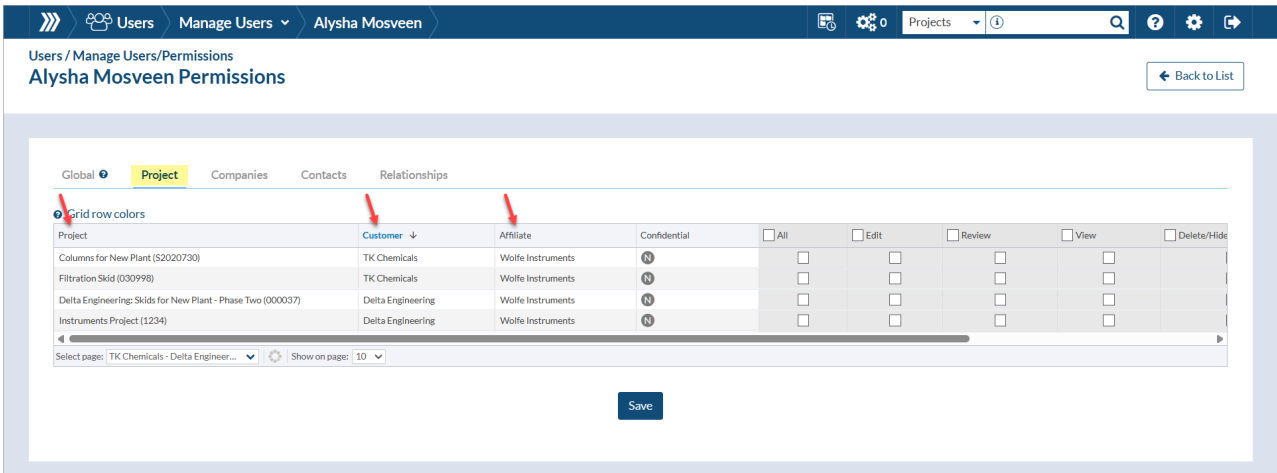 Users Manage Users Alysha Mosveen 0 Projects
Users / Manage Users/Permissions
Alysha Mosveen Permissions
Back to List
Global Project Companies Contacts Relationships
Grid row colors
Project Customer Affiliate Confidential All Edit Review View Delete/Hide
Columns for New Plant (S2020730) TK Chemicals Wolfe Instruments N
Filtration Skid (030998) TK Chemicals Wolfe Instruments N
Delta Engineering: Skids for New Plant - Phase Two (000037) Delta Engineering Wolfe Instruments N
Instruments Project (1234) Delta Engineering Wolfe Instruments N
Select page: TK Chemicals - Delta Engineer... Show on page: 10
Save